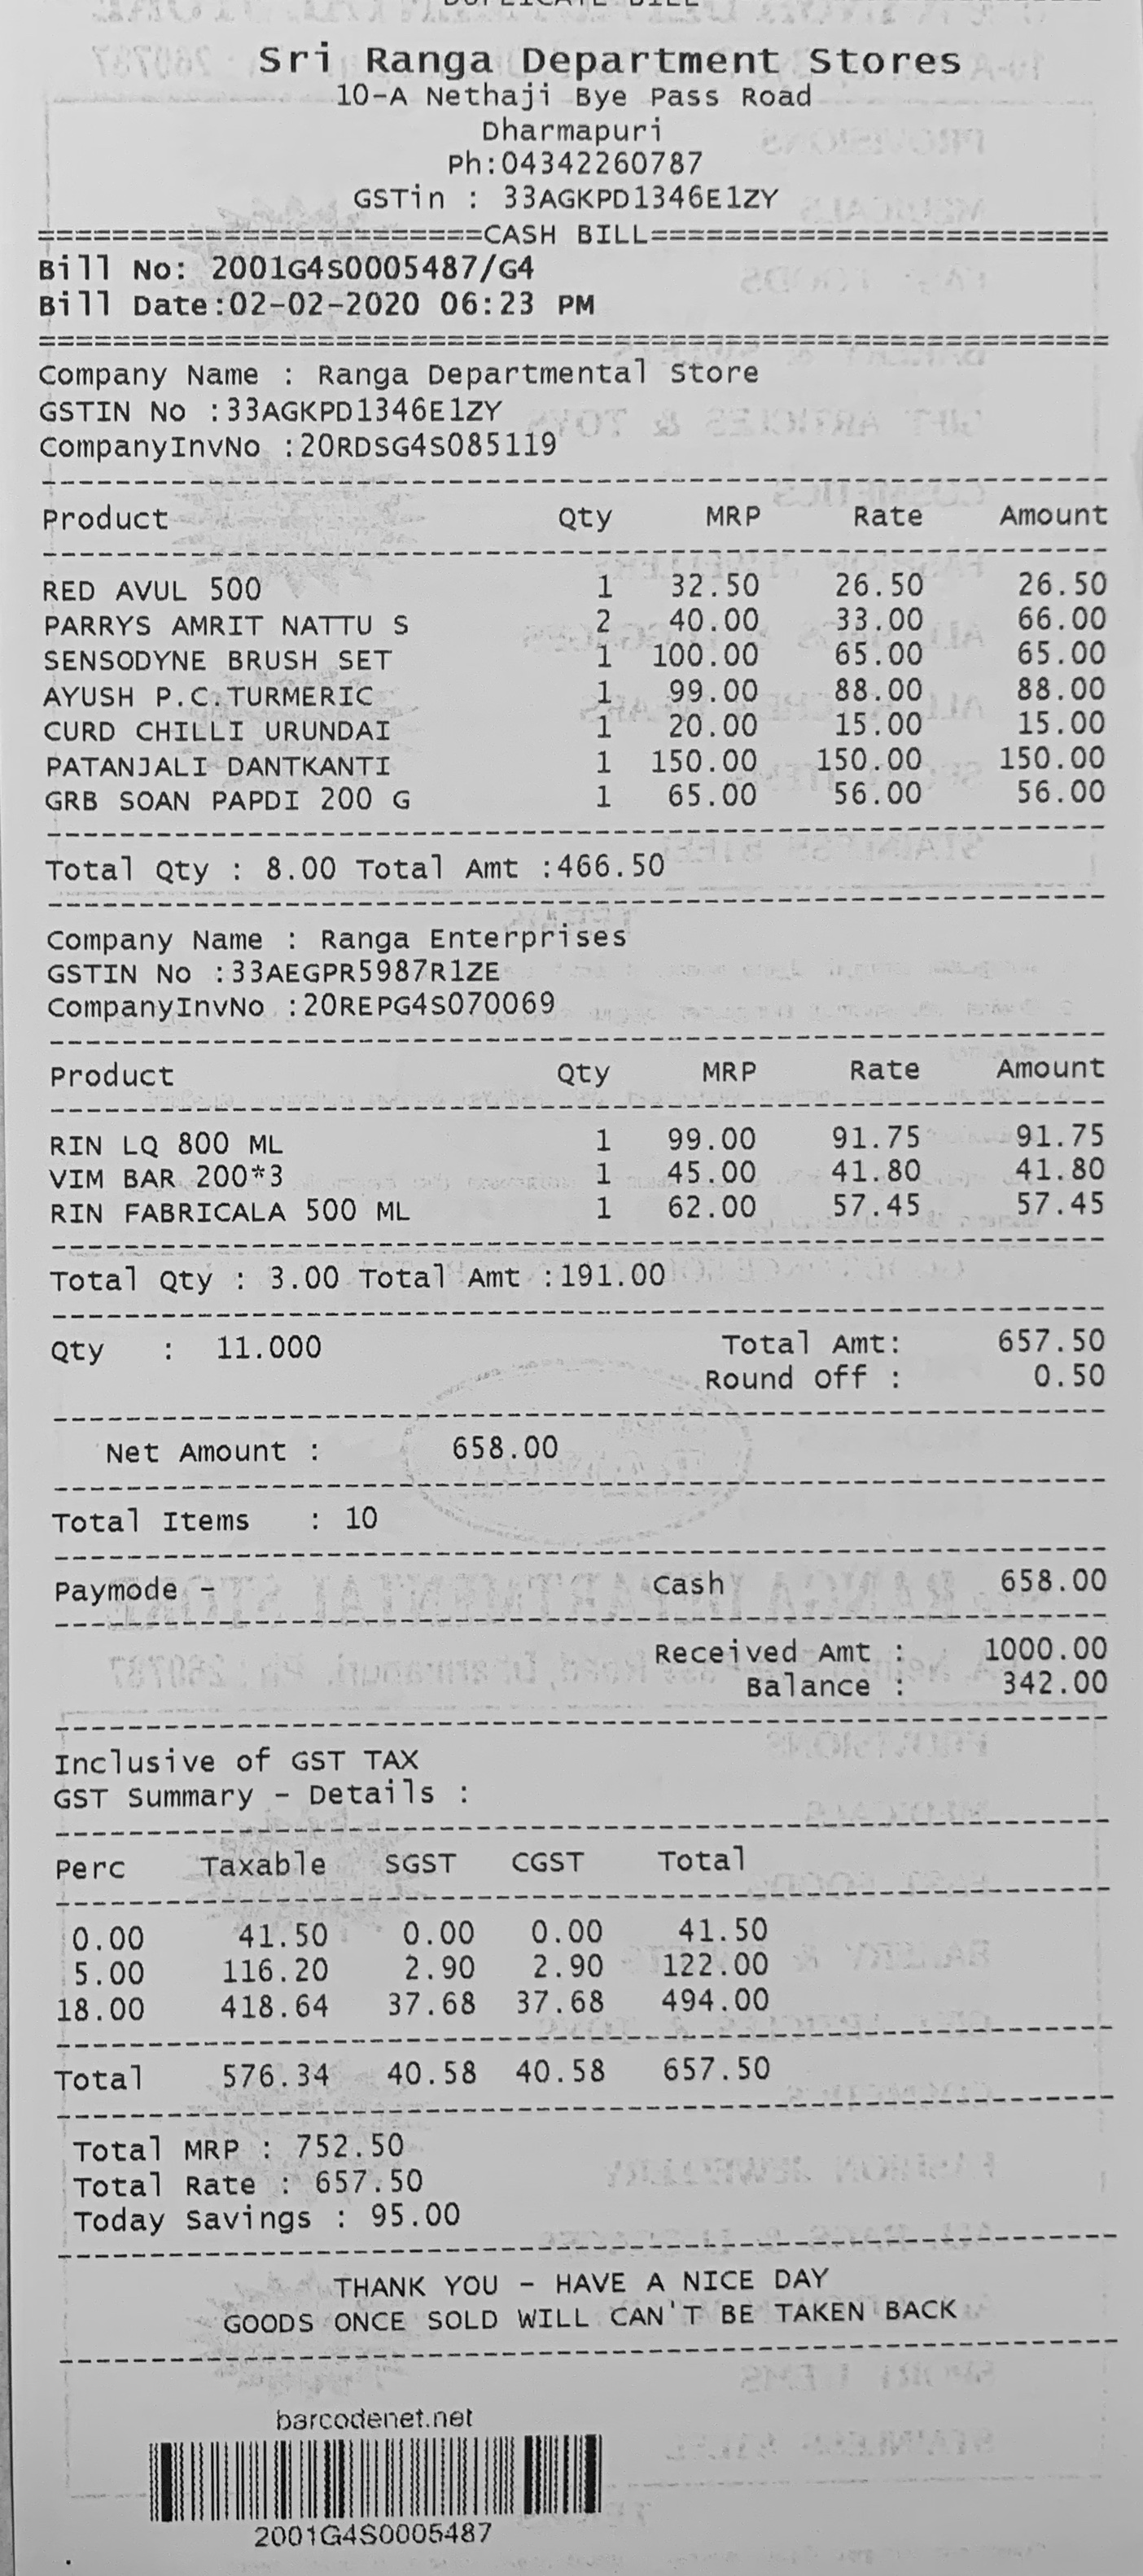 DUPLICATE BILL
Sri Ranga Department Stores
10-A Nethaji Bye Pass Road
Dharmapuri
Ph:04342260787
GSTin : 33AGKPD1346E1ZY
========================CASH BILL=========================
Bill No: 2001G4S0005487/G4
Bill Date:02-02-2020 06:23 PM
Company Name : Ranga Departmental Store
GSTIN No :33AGKPD1346E1ZY
CompanyInvNo :20RDSG4S085119
Product Qty MRP Rate Amount
RED AVUL 500 1 32.50 26.50 26.50
PARRYS AMRIT NATTU S 2 40.00 33.00 66.00
SENSODYNE BRUSH SET 1 100.00 65.00 65.00
AYUSH P.C.TURMERIC 1 99.00 88.00 88.00
CURD CHILLI URUNDAI 1 20.00 15.00 15.00
PATANJALI DANTKANTI 1 150.00 150.00 150.00
GRB SOAN PAPDI 200 G 1 65.00 56.00 56.00
Total Qty : 8.00 Total Amt :466.50
Company Name : Ranga Enterprises
GSTIN No :33AEGPR5987R1ZE
CompanyInvNo :20REPG4S070069
Product Qty MRP Rate Amount
RIN LQ 800 ML 1 99.00 91.75 91.75
VIM BAR 200*3 1 45.00 41.80 41.80
RIN FABRICALA 500 ML 1 62.00 57.45 57.45
Total Qty : 3.00 Total Amt :191.00
Qty : 11.000 Total Amt: 657.50
Round Off : 0.50
Net Amount : 658.00
Total Items : 10
Paymode - Cash 658.00
Received Amt : 1000.00
Balance : 342.00
Inclusive of GST TAX
GST Summary - Details :
Perc Taxable SGST CGST Total
0.00 41.50 0.00 0.00 41.50
5.00 116.20 2.90 2.90 122.00
18.00 418.64 37.68 37.68 494.00
Total 576.34 40.58 40.58 657.50
Total MRP : 752.50
Total Rate : 657.50
Today Savings : 95.00
THANK YOU - HAVE A NICE DAY
GOODS ONCE SOLD WILL CAN'T BE TAKEN BACK
barcodenet.net
2001G4S0005487